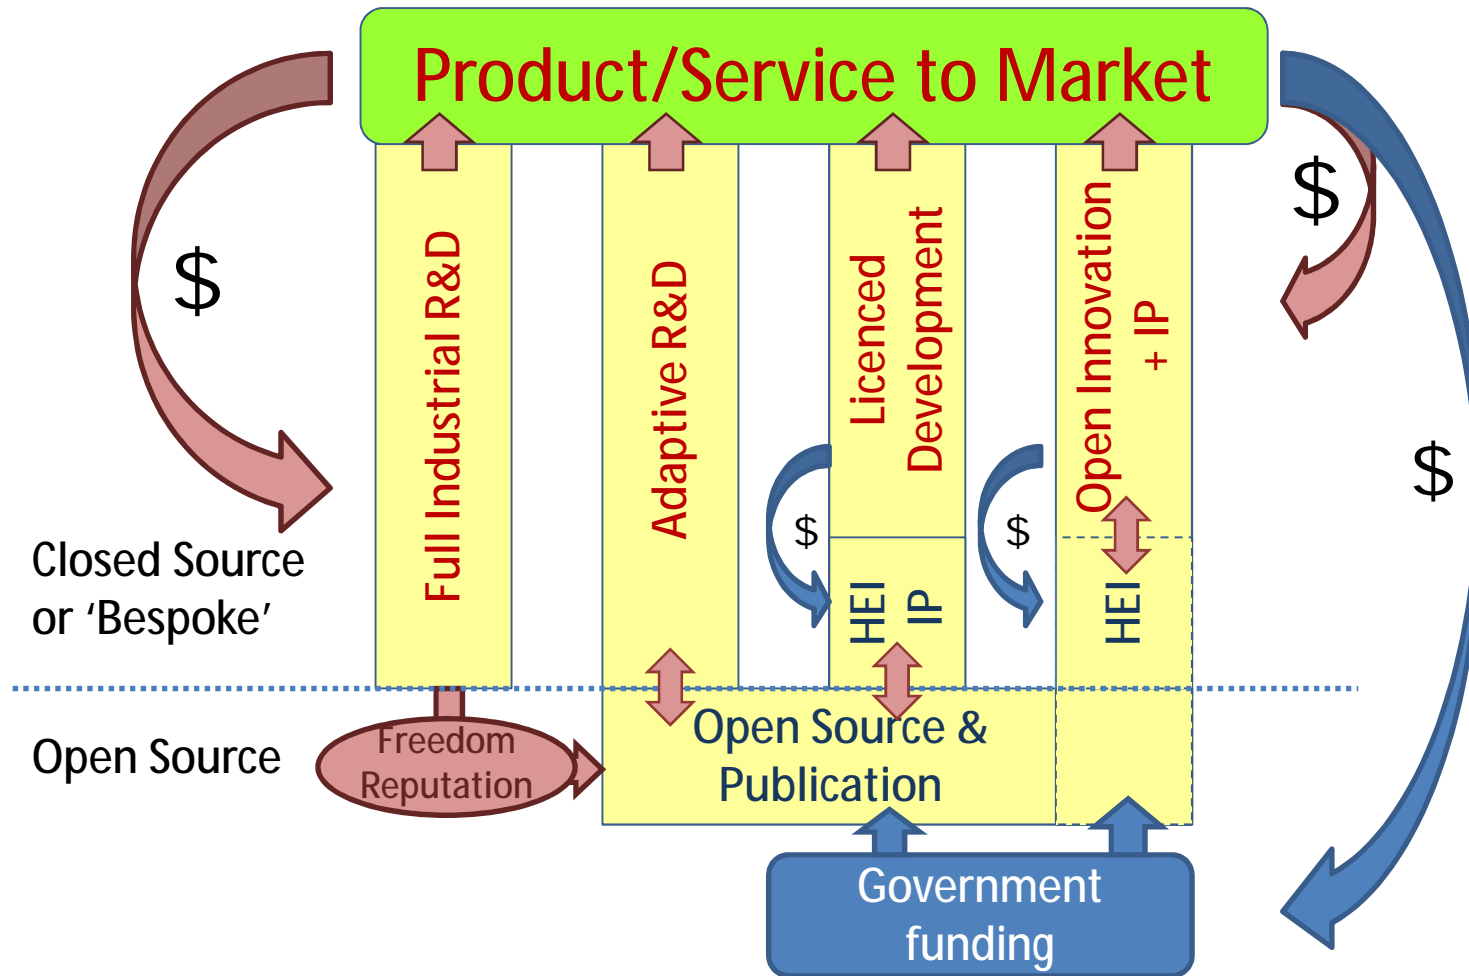 Product/Service to Market
$
$
Full Industrial R&D
Adaptive R&D
Licenced
Development
Open Innovation
+ IP
$
$
$
HEI
IP
HEI
Closed Source
or ‘Bespoke’
Open Source
Freedom
Reputation
Open Source &
Publication
Government
funding